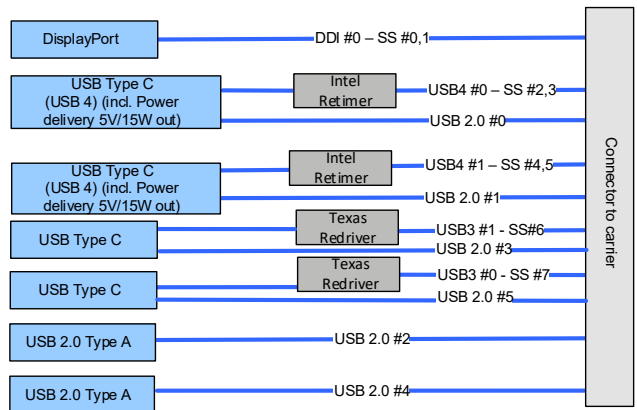 DisplayPort
DDI #0 – SS #0,1
USB Type C
(USB 4) (incl. Power
delivery 5V/15W out)
Intel
Retimer
USB4 #0 – SS #2,3
USB 2.0 #0
USB Type C
(USB 4) (incl. Power
delivery 5V/15W out)
Intel
Retimer
USB4 #1 – SS #4,5
USB 2.0 #1
USB Type C
Texas
Redriver
USB3 #1 - SS#6
USB 2.0 #3
USB Type C
Texas
Redriver
USB3 #0 - SS #7
USB 2.0 #5
USB 2.0 Type A
USB 2.0 #2
USB 2.0 Type A
USB 2.0 #4
Connector to carrier